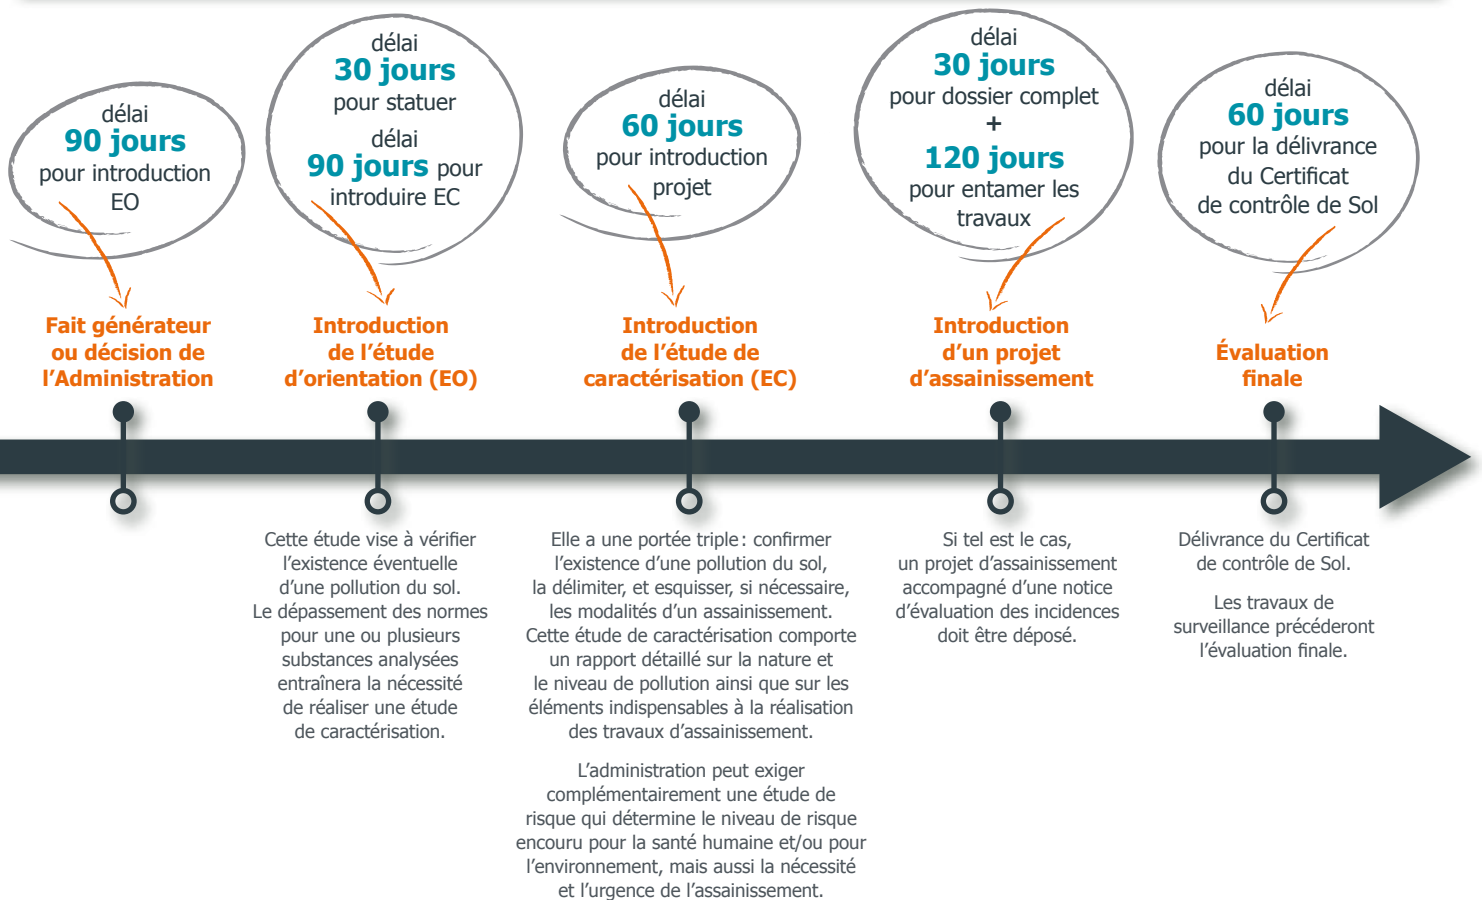 délai
90 jours
pour introduction
EO
délai
30 jours
pour statuer
délai
90 jours pour
introduire EC
délai
60 jours
pour introduction
projet
délai
30 jours
pour dossier complet
+
120 jours
pour entamer les
travaux
délai
60 jours
pour la délivrance
du Certificat
de contrôle de Sol
Fait générateur
ou décision de
l’Administration
Introduction
de l’étude
d’orientation (EO)
Introduction
de l’étude de
caractérisation (EC)
Introduction
d’un projet
d’assainissement
Évaluation
finale
Cette étude vise à vérifier
l’existence éventuelle
d’une pollution du sol.
Le dépassement des normes
pour une ou plusieurs
substances analysées
entraînera la nécessité
de réaliser une étude
de caractérisation.
Elle a une portée triple : confirmer
l’existence d’une pollution du sol,
la délimiter, et esquisser, si nécessaire,
les modalités d’un assainissement.
Cette étude de caractérisation comporte
un rapport détaillé sur la nature et
le niveau de pollution ainsi que sur les
éléments indispensables à la réalisation
des travaux d’assainissement.
L’administration peut exiger
complémentairement une étude de
risque qui détermine le niveau de risque
encouru pour la santé humaine et/ou pour
l’environnement, mais aussi la nécessité
et l’urgence de l’assainissement.
Si tel est le cas,
un projet d’assainissement
accompagné d’une notice
d’évaluation des incidences
doit être déposé.
Délivrance du Certificat
de contrôle de Sol.
Les travaux de
surveillance précéderont
l’évaluation finale.